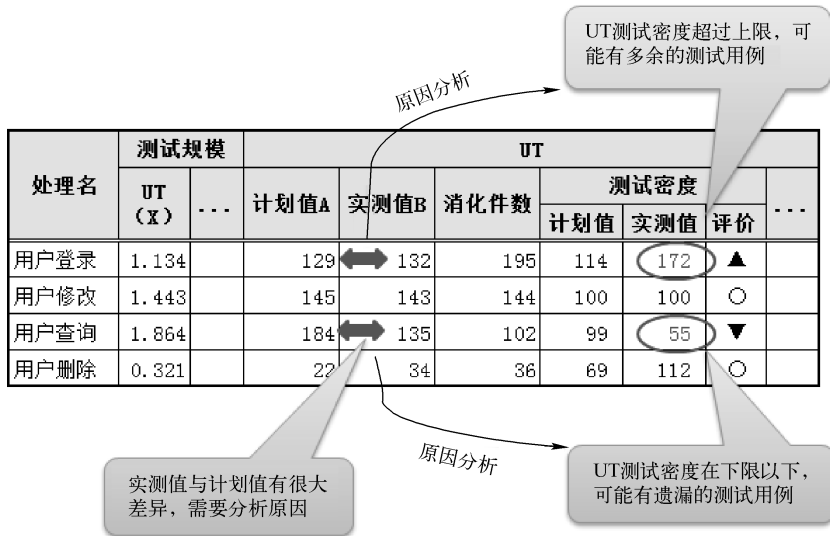 UT测试密度超过上限，可
能有多余的测试用例
原因分析
处理名 测试规模 UT
UT
(X) ... 计划值A 实测值B 消化件数 测试密度 ...
计划值 实测值 评价
用户登录 1.134 129 132 195 114 172 ▲
用户修改 1.443 145 143 144 100 100 ○
用户查询 1.864 184 135 102 99 55 ▼
用户删除 0.321 22 34 36 69 112 ○
原因分析
实测值与计划值有很大
差异，需要分析原因
UT测试密度在下限以下，
可能有遗漏的测试用例